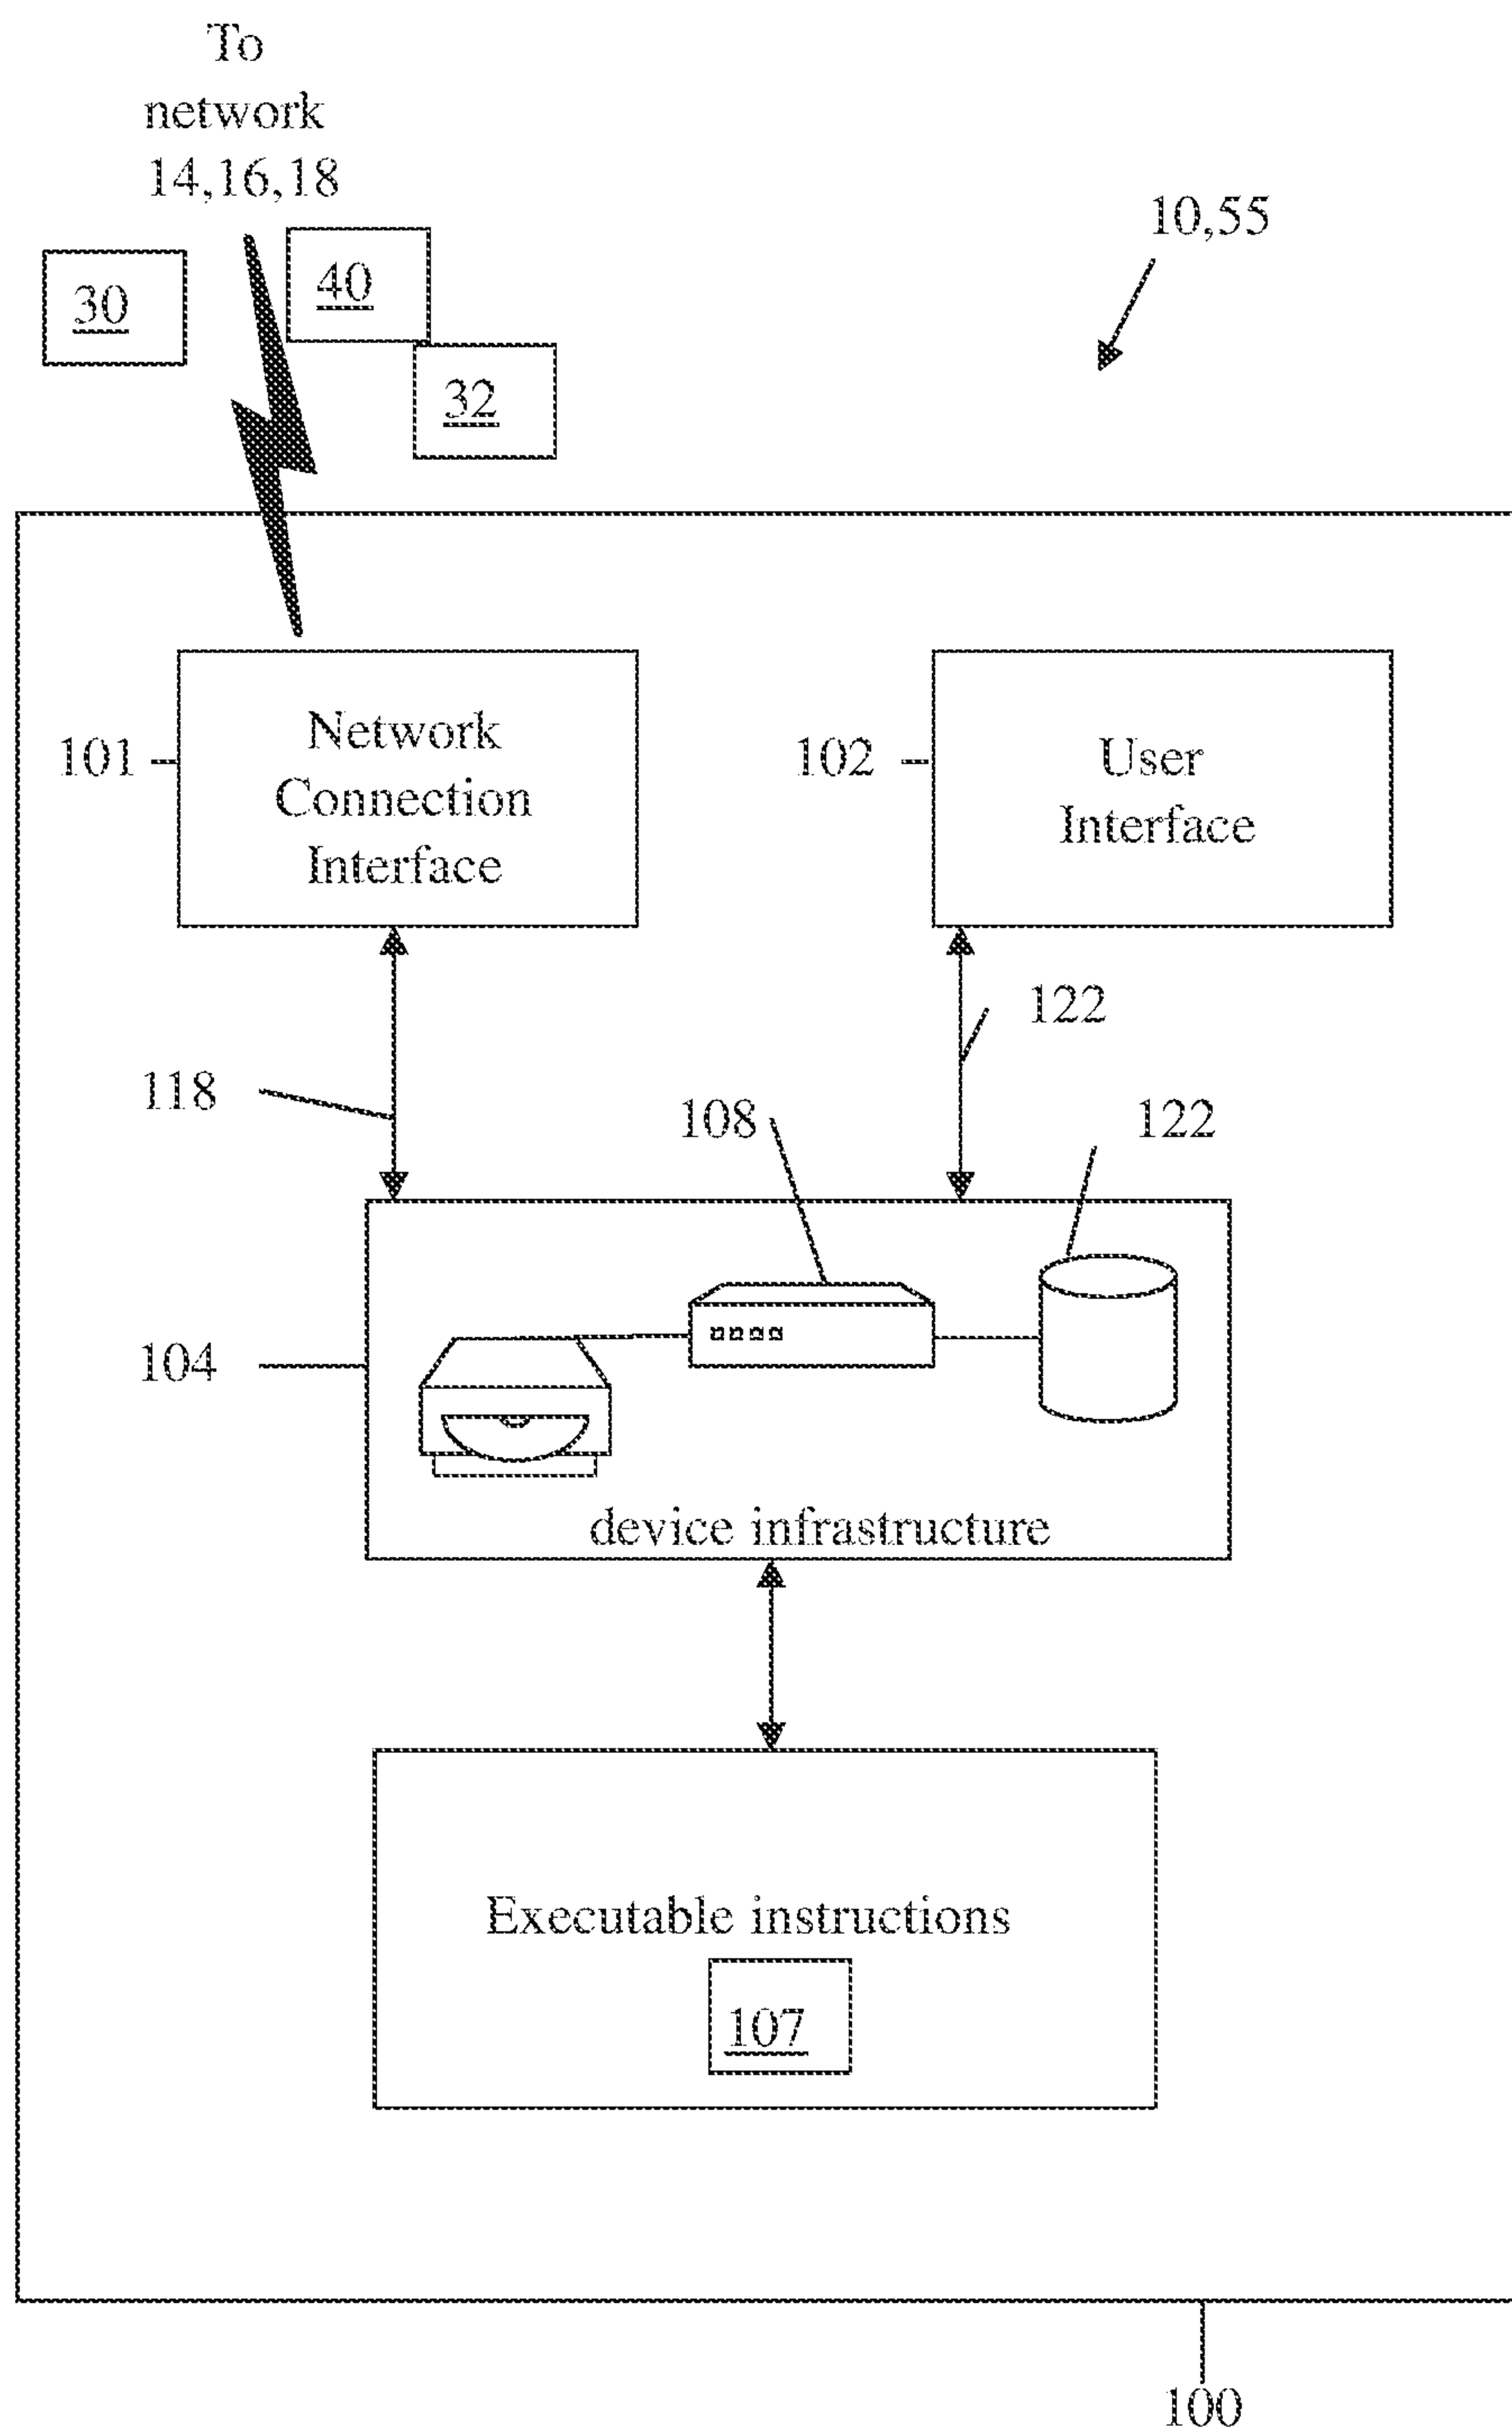 To
network
14,16,18
10,55
30
40
32
Network
Connection
Interface
101
102
User
Interface
122
118
108
122
104
device infrastructure
Executable instructions
107
100